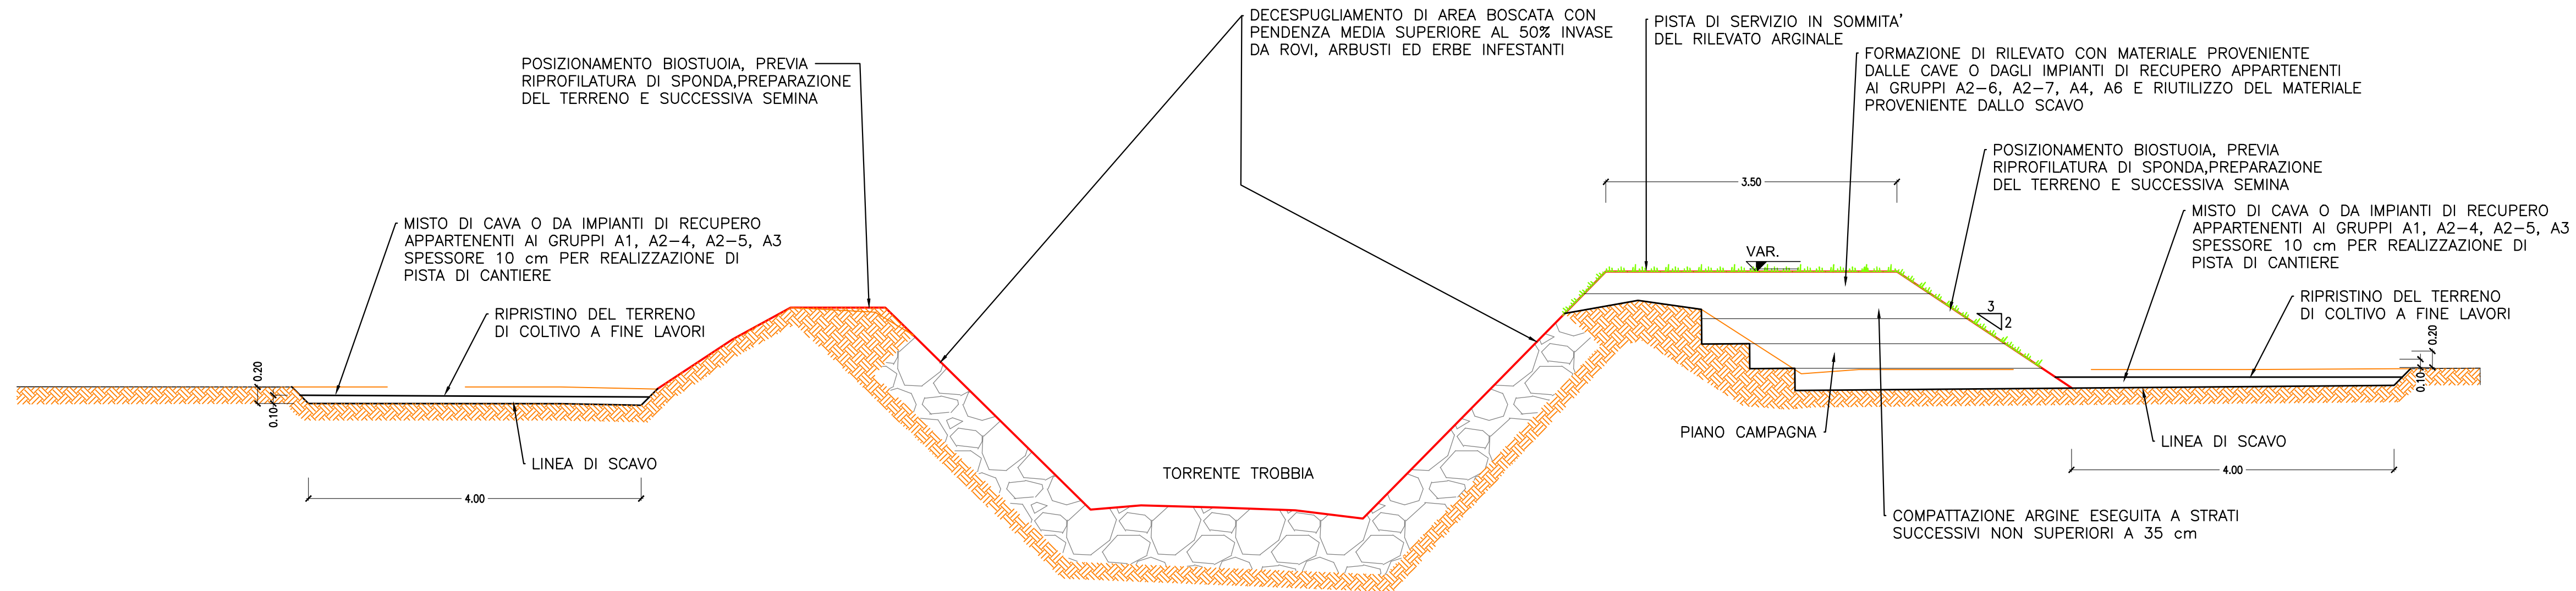 DECESPUGLIAMENTO DI AREA BOSCATA CON
PENDENZA MEDIA SUPERIORE AL 50% INVASE
DA ROVI, ARBUSTI ED ERBE INFESTANTI
PISTA DI SERVIZIO IN SOMMITA'
DEL RILEVATO ARGINALE
FORMAZIONE DI RILEVATO CON MATERIALE PROVENIENTE
DALLE CAVE O DAGLI IMPIANTI DI RECUPERO APPARTENENTI
AI GRUPPI A2-6, A2-7, A4, A6 E RIUTILIZZO DEL MATERIALE
PROVENIENTE DALLO SCAVO
POSIZIONAMENTO BIOSTUOIA, PREVIA
RIPROFILATURA DI SPONDA,PREPARAZIONE
DEL TERRENO E SUCCESSIVA SEMINA
POSIZIONAMENTO BIOSTUOIA, PREVIA
RIPROFILATURA DI SPONDA,PREPARAZIONE
DEL TERRENO E SUCCESSIVA SEMINA
3.50
MISTO DI CAVA O DA IMPIANTI DI RECUPERO
APPARTENENTI AI GRUPPI A1, A2-4, A2-5, A3
SPESSORE 10 cm PER REALIZZAZIONE DI
PISTA DI CANTIERE
MISTO DI CAVA O DA IMPIANTI DI RECUPERO
APPARTENENTI AI GRUPPI A1, A2-4, A2-5, A3
SPESSORE 10 cm PER REALIZZAZIONE DI
PISTA DI CANTIERE
VAR.
RIPRISTINO DEL TERRENO
DI COLTIVO A FINE LAVORI
3
2
RIPRISTINO DEL TERRENO
DI COLTIVO A FINE LAVORI
0.20
0.10
0.20
0.10
PIANO CAMPAGNA
LINEA DI SCAVO
LINEA DI SCAVO
TORRENTE TROBBIA
4.00
4.00
COMPATTAZIONE ARGINE ESEGUITA A STRATI
SUCCESSIVI NON SUPERIORI A 35 cm